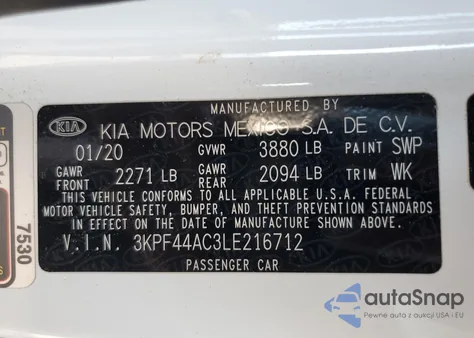 MANUFACTURED BY
KIA KIA MOTORS MEXICO S.A. DE C.V.
01/20 GVWR 3880 LB PAINT SWP
GAWR FRONT 2271 LB GAWR REAR 2094 LB TRIM WK
THIS VEHICLE CONFORMS TO ALL APPLICABLE U.S.A. FEDERAL
MOTOR VEHICLE SAFETY, BUMPER, AND THEFT PREVENTION STANDARDS
IN EFFECT ON THE DATE OF MANUFACTURE SHOWN ABOVE.
V.I.N. 3KPF44AC3LE216712
PASSENGER CAR
7530
autoSnap
Pewne auta z aukcji USA i EU